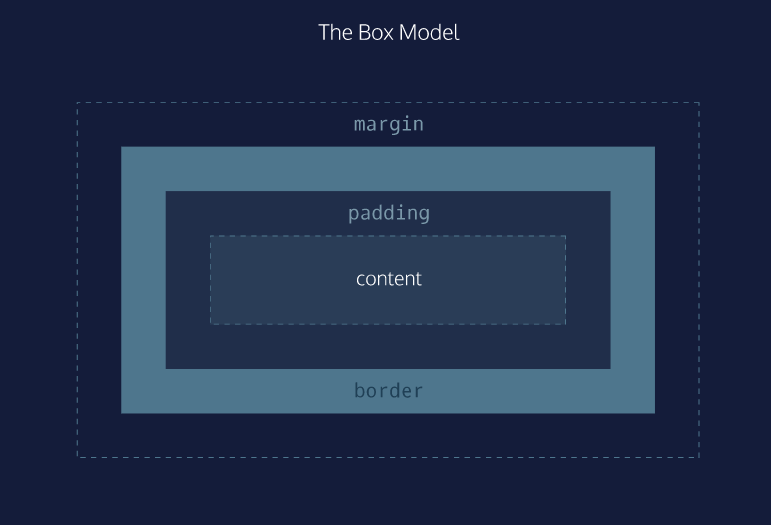 The Box Model
margin
padding
content
border